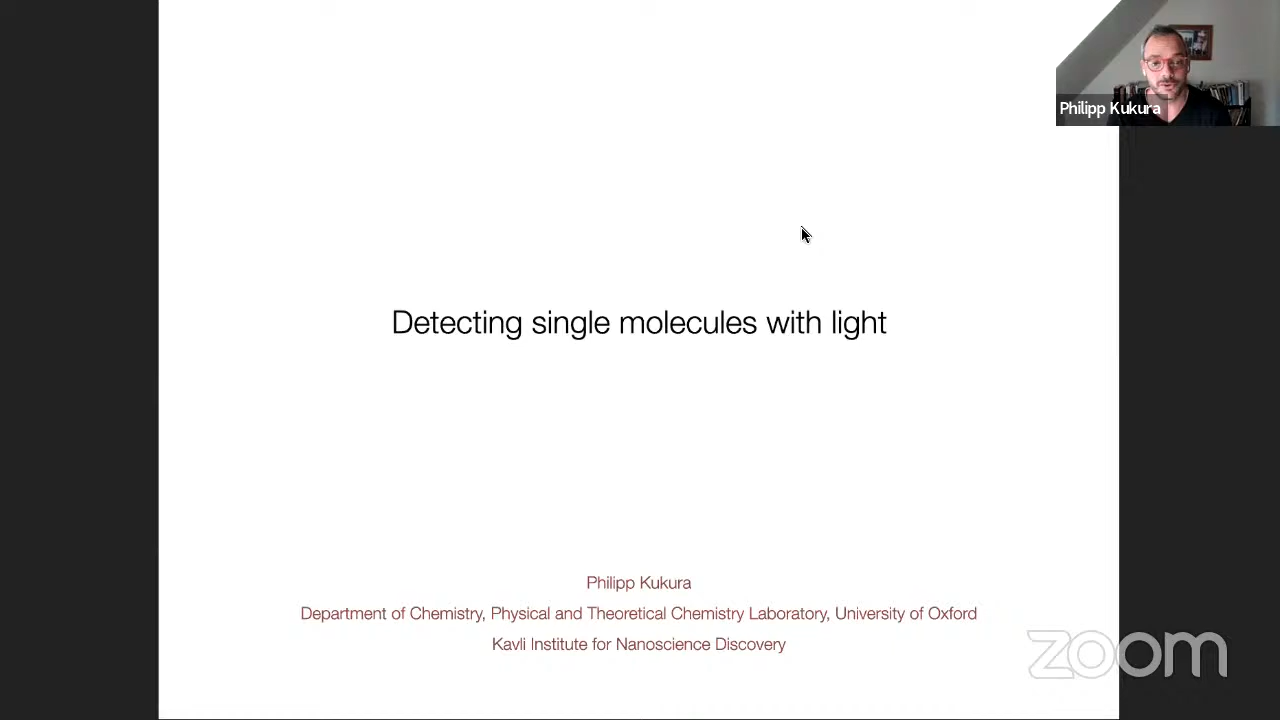 Philipp Kukura
Detecting single molecules with light
Philipp Kukura
Department of Chemistry, Physical and Theoretical Chemistry Laboratory, University of Oxford
Kavli Institute for Nanoscience Discovery
zoom